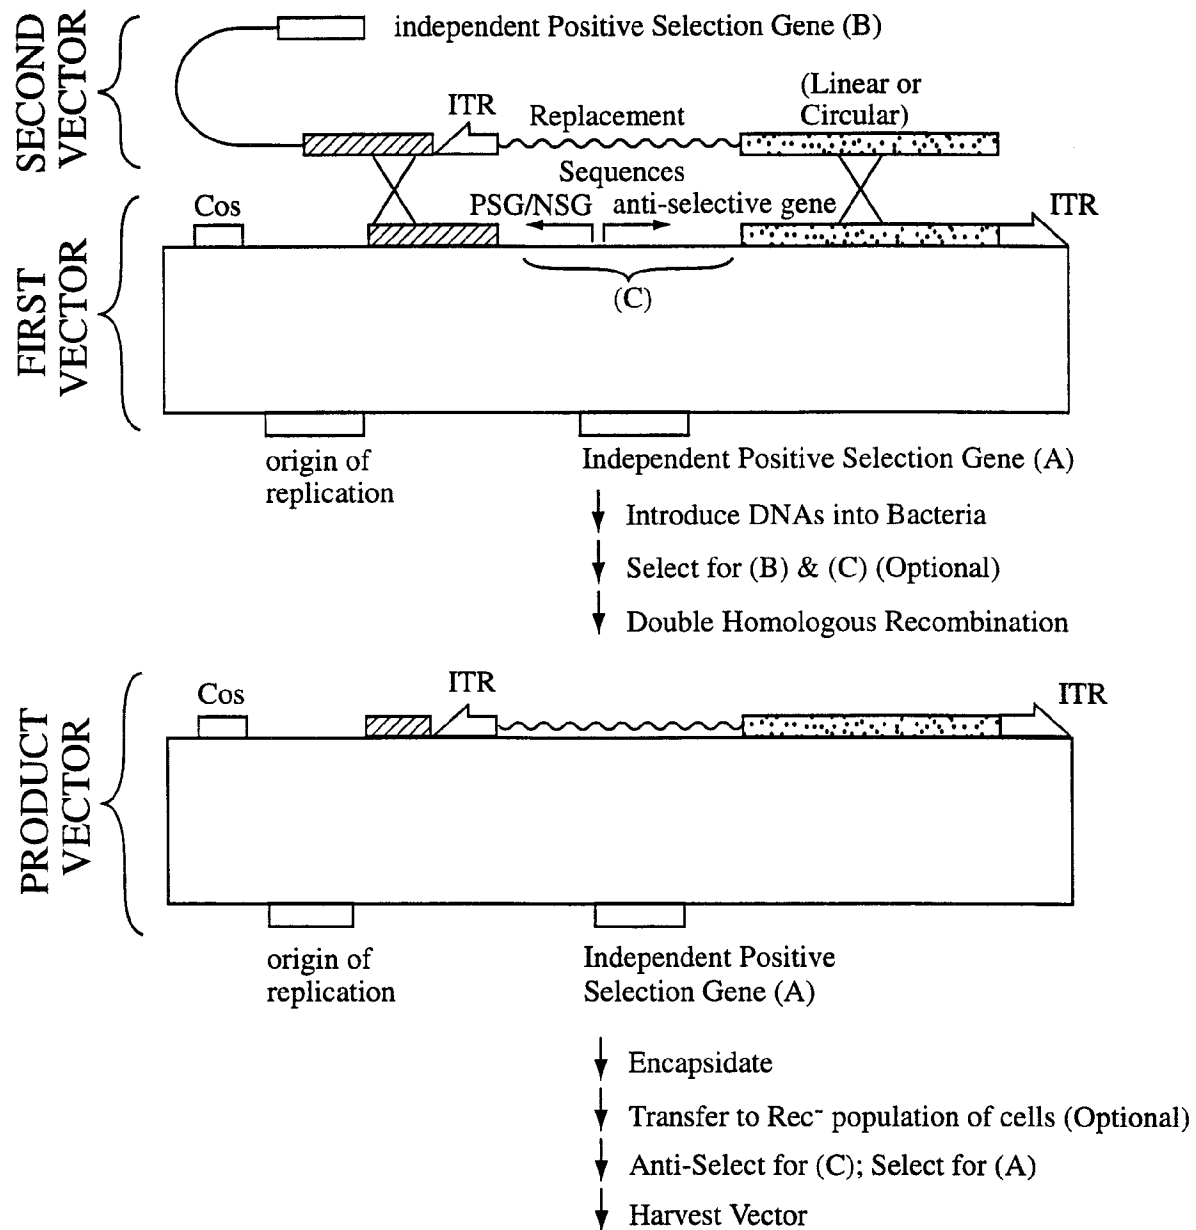 SECOND
VECTOR
independent Positive Selection Gene (B)
(Linear or
Circular)
ITR
Replacement
Sequences
FIRST
VECTOR
Cos
PSG/NSG
anti-selective gene
ITR
(C)
origin of
replication
Independent Positive Selection Gene (A)
Introduce DNAs into Bacteria
Select for (B) & (C) (Optional)
Double Homologous Recombination
PRODUCT
VECTOR
Cos
ITR
ITR
origin of
replication
Independent Positive
Selection Gene (A)
Encapsidate
Transfer to Rec⁻ population of cells (Optional)
Anti-Select for (C); Select for (A)
Harvest Vector